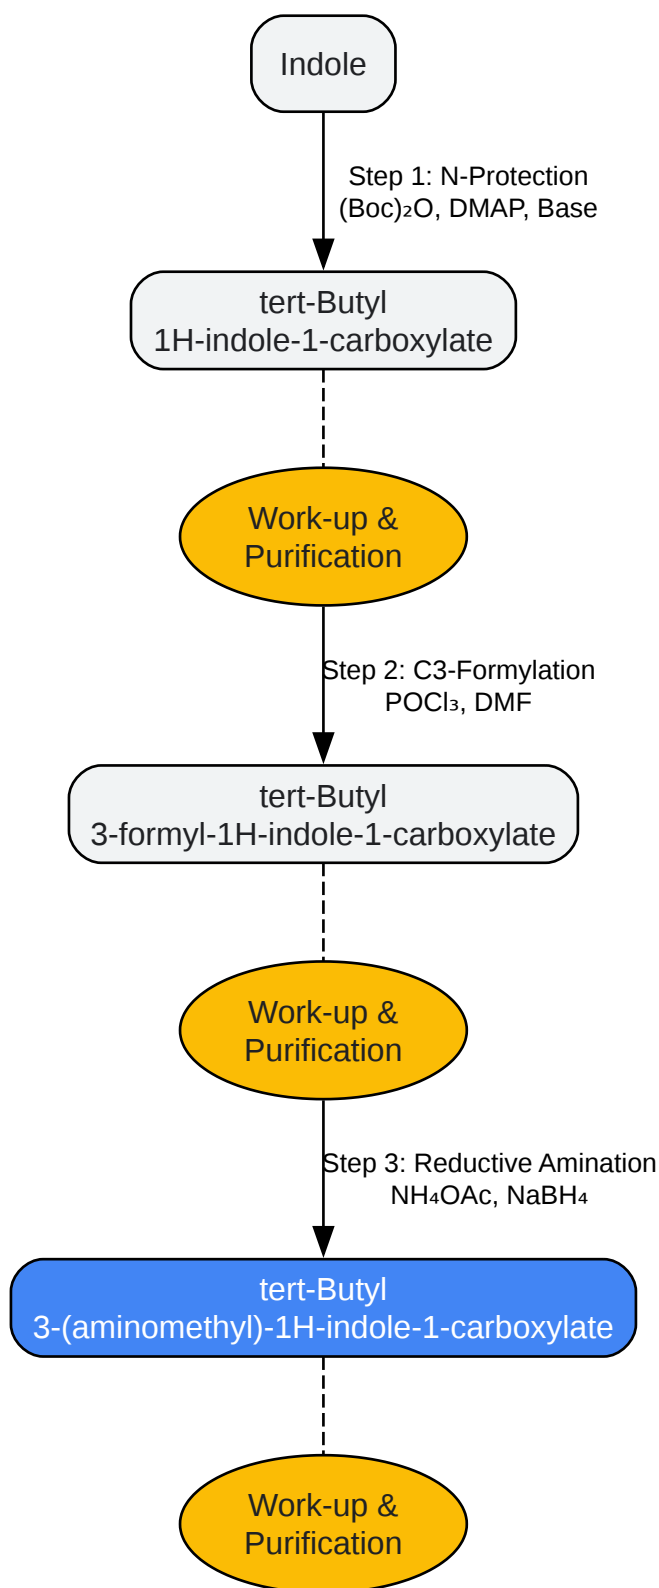 Indole
Step 1: N-Protection
(Boc)₂O, DMAP, Base
tert-Butyl
1H-indole-1-carboxylate
Work-up &
Purification
Step 2: C3-Formylation
POCl₃, DMF
tert-Butyl
3-formyl-1H-indole-1-carboxylate
Work-up &
Purification
Step 3: Reductive Amination
NH₄OAc, NaBH₄
tert-Butyl
3-(aminomethyl)-1H-indole-1-carboxylate
Work-up &
Purification